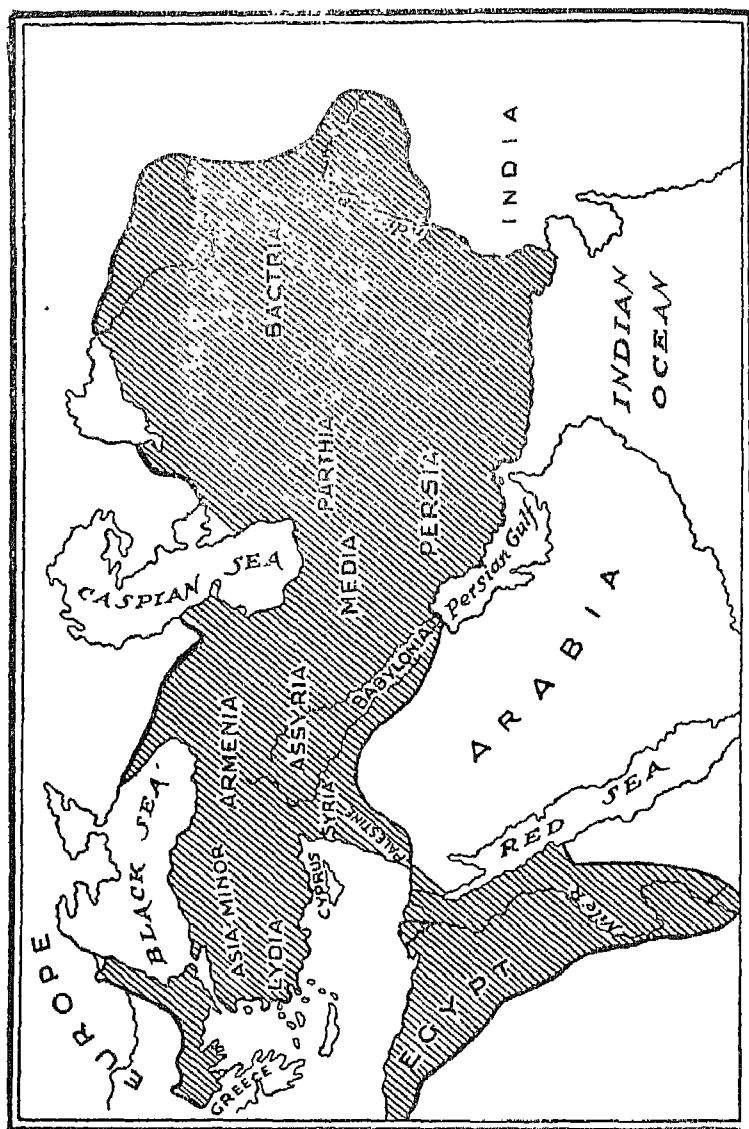 EUROPE
BLACK SEA
CASPIAN SEA
GREECE
ASIA MINOR
LYDIA
CYPRUS
ARMENIA
ASSYRIA
SYRIA
PALESTINE
BABYLONIA
MEDIA
PARTHIA
BACTRIA
PERSIA
Persian Gulf
INDIA
INDIAN
OCEAN
ARABIA
RED SEA
EGYPT
Nile R.